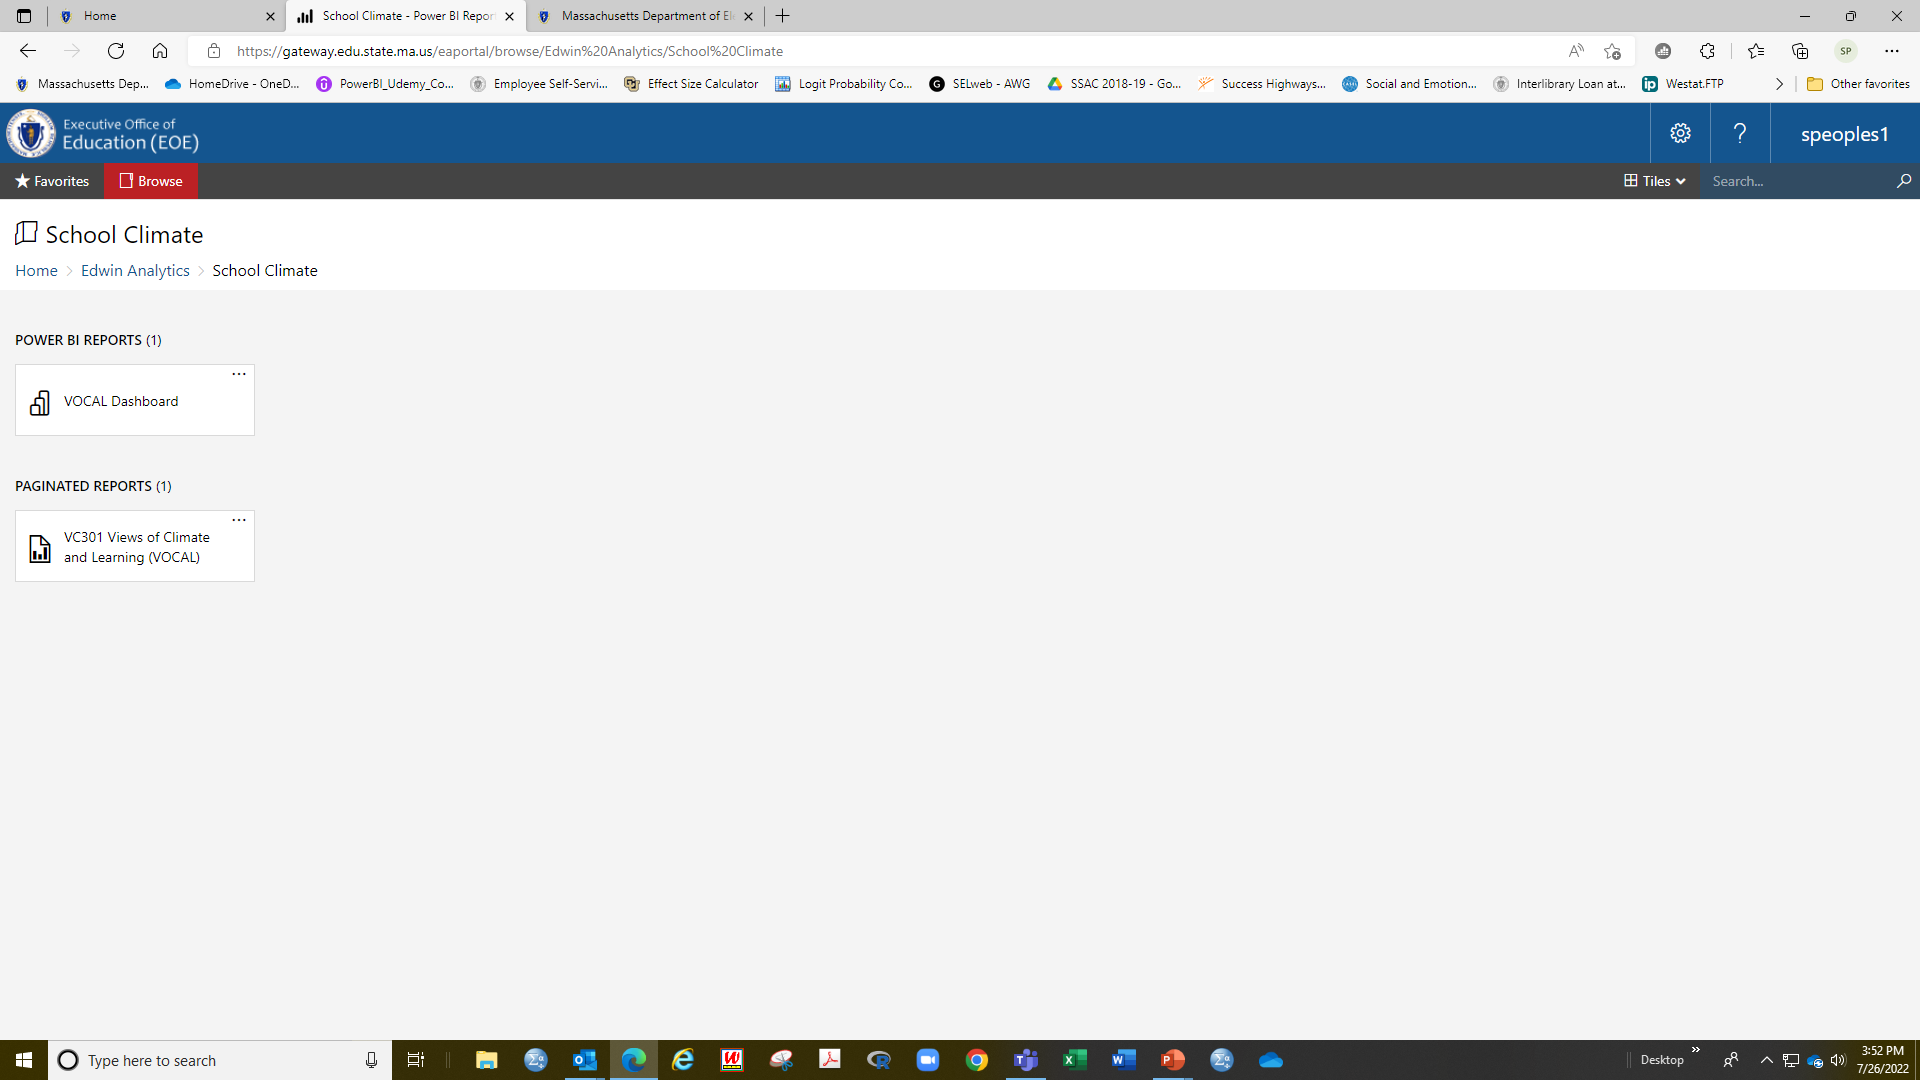 Home
School Climate - Power BI Repor
Massachusetts Department of El
https://gateway.edu.state.ma.us/eaportal/browse/Edwin%20Analytics/School%20Climate
SP
Massachusetts Dep...
HomeDrive - OneD...
PowerBI_Udemy_Co...
Employee Self-Servi...
Effect Size Calculator
Logit Probability Co...
SELweb - AWG
SSAC 2018-19 - Go...
Success Highways...
Social and Emotion...
Interlibrary Loan at...
Westat.FTP
Other favorites
Executive Office of
Education (EOE)
?
speoples1
Favorites
Browse
Tiles
Search...
School Climate
Home > Edwin Analytics > School Climate
POWER BI REPORTS (1)
...
VOCAL Dashboard
PAGINATED REPORTS (1)
...
VC301 Views of Climate
and Learning (VOCAL)
Type here to search
Desktop
3:52 PM
7/26/2022